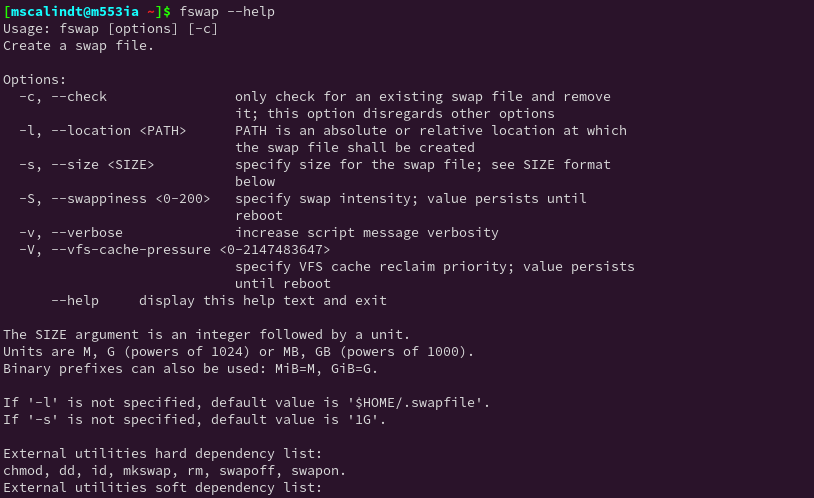 [mscalindt@m553ia ~]$ fswap --help
Usage: fswap [options] [-c]
Create a swap file.

Options:
  -c, --check                only check for an existing swap file and remove
                             it; this option disregards other options
  -l, --location <PATH>      PATH is an absolute or relative location at which
                             the swap file shall be created
  -s, --size <SIZE>          specify size for the swap file; see SIZE format
                             below
  -S, --swappiness <0-200>   specify swap intensity; value persists until
                             reboot
  -v, --verbose              increase script message verbosity
  -V, --vfs-cache-pressure <0-2147483647>
                             specify VFS cache reclaim priority; value persists
                             until reboot
      --help     display this help text and exit

The SIZE argument is an integer followed by a unit.
Units are M, G (powers of 1024) or MB, GB (powers of 1000).
Binary prefixes can also be used: MiB=M, GiB=G.

If '-l' is not specified, default value is '$HOME/.swapfile'.
If '-s' is not specified, default value is '1G'.

External utilities hard dependency list:
chmod, dd, id, mkswap, rm, swapoff, swapon.
External utilities soft dependency list: